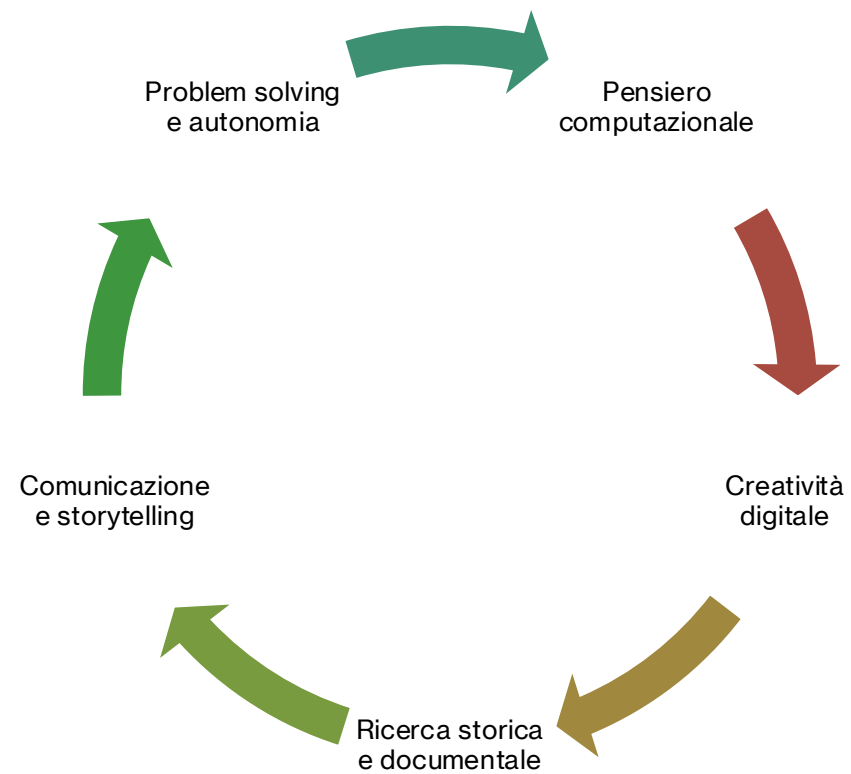 Problem solving
e autonomia
Pensiero
computazionale
Creatività
digitale
Ricerca storica
e documentale
Comunicazione
e storytelling